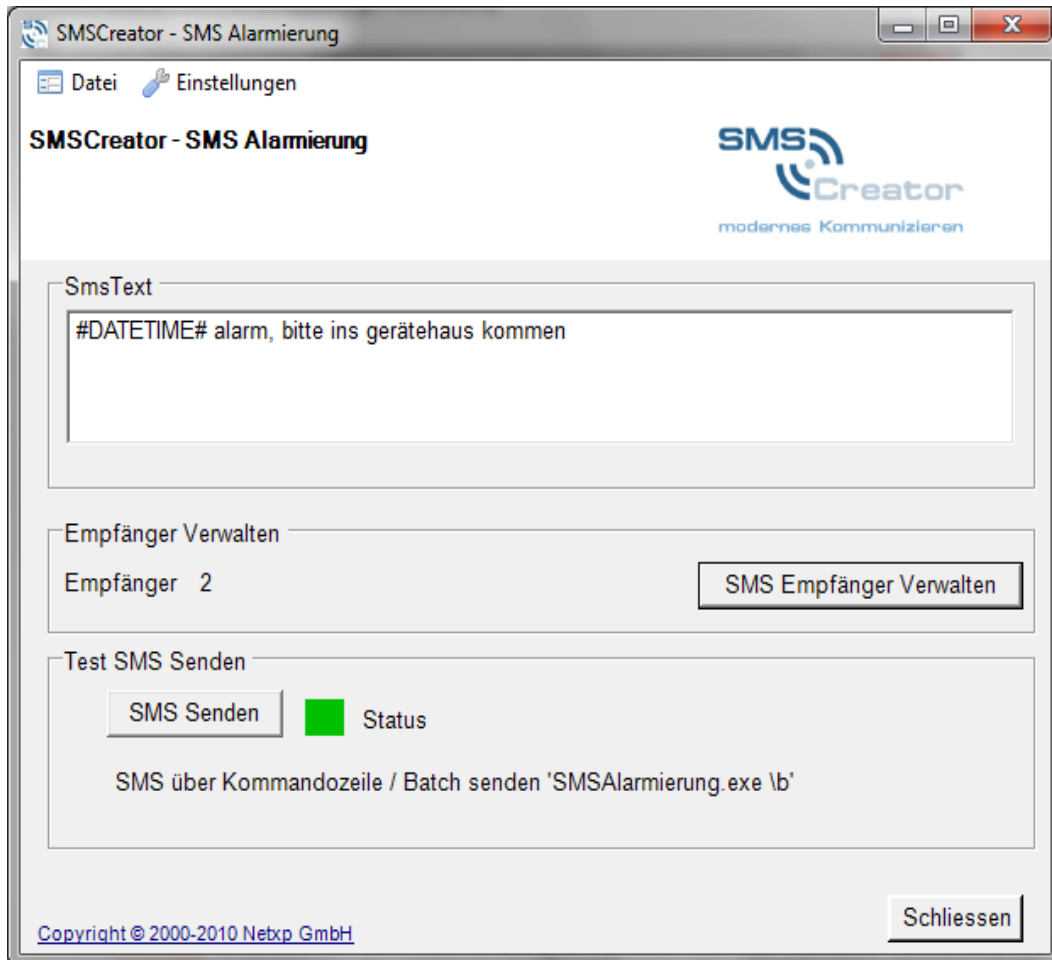 SMSCreator - SMS Alarmierung
Datei Einstellungen
SMSCreator - SMS Alarmierung
SMS
Creator
modernes Kommunizieren
SmsText
#DATETIME# alarm, bitte ins gerätehaus kommen
Empfänger Verwalten
Empfänger 2
SMS Empfänger Verwalten
Test SMS Senden
SMS Senden
Status
SMS über Kommandozeile / Batch senden 'SMSAlarmierung.exe \b'
Schliessen
Copyright © 2000-2010 Netxp GmbH